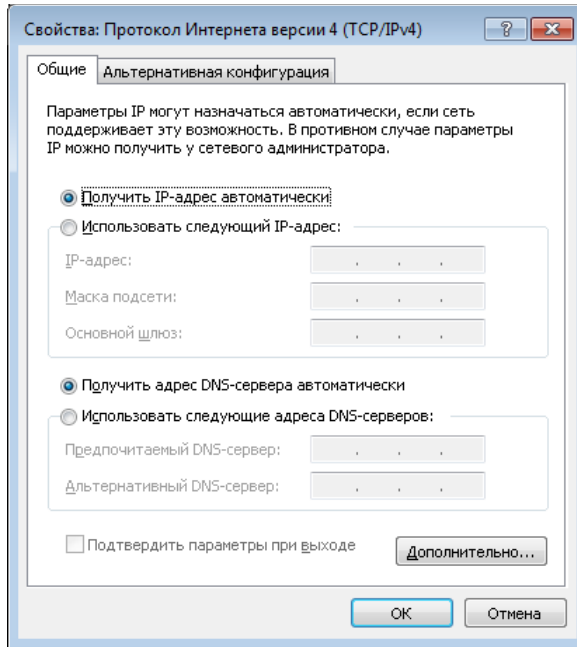 Свойства: Протокол Интернета версии 4 (TCP/IPv4)
Общие
Альтернативная конфигурация
Параметры IP могут назначаться автоматически, если сеть
поддерживает эту возможность. В противном случае параметры
IP можно получить у сетевого администратора.
Получить IP-адрес автоматически
Использовать следующий IP-адрес:
IP-адрес:
Маска подсети:
Основной шлюз:
Получить адрес DNS-сервера автоматически
Использовать следующие адреса DNS-серверов:
Предпочитаемый DNS-сервер:
Альтернативный DNS-сервер:
Подтвердить параметры при выходе
Дополнительно...
ОК
Отмена